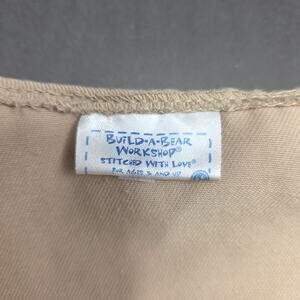 BUILD-A-BEAR
WORKSHOP®
STITCHED WITH LOVE®
FOR AGES 3 AND UP